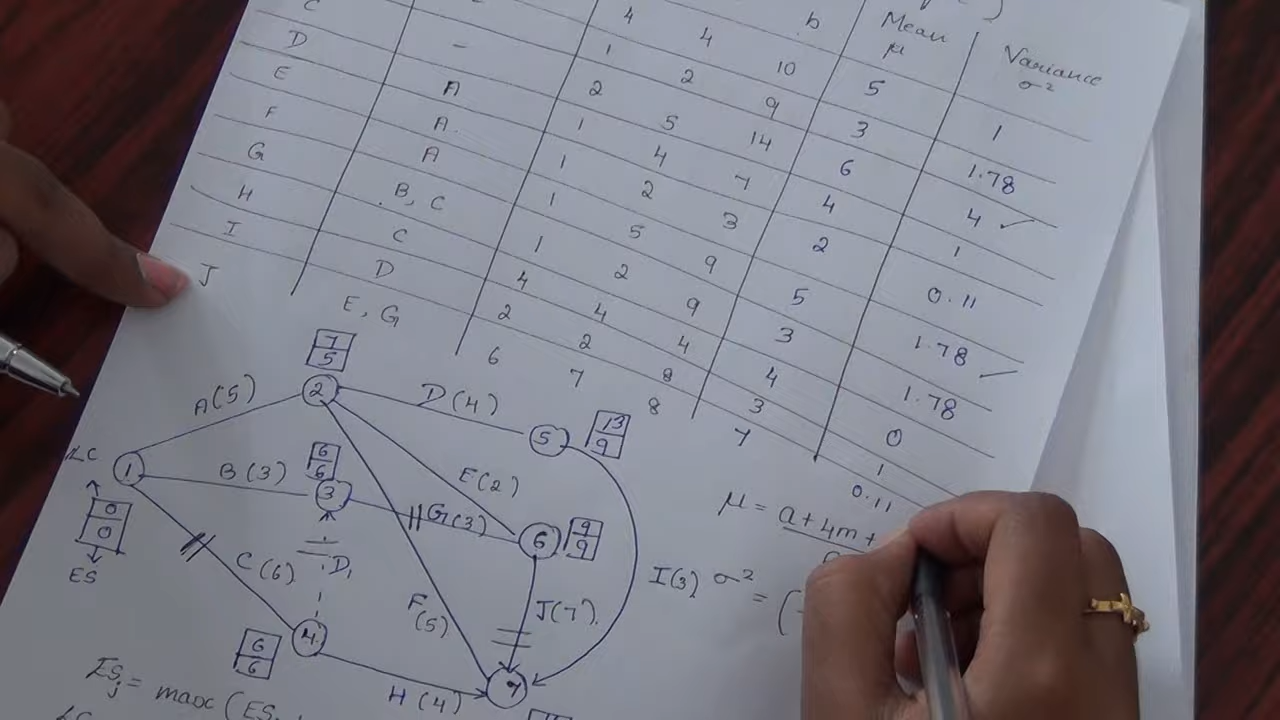 b Mean μ Variance σ²
4 4 10 5 1
- 1 2 9 3 1.78
C - 2 5 14 6 4 ✓
D A 1 4 7 4 1
E A 1 2 3 2 0.11
F A 1 5 9 5 1.78 ✓
G B, C 1 2 9 3 1.78
H C 4 4 4 4 0
I D 2 2 8 3 1
J E, G 6 7 8 7 0.11
7
5
2
A(5)
D(4)
13
9
5
LC
1
B(3)
6
6
3
E(2)
0
0
G(3)
6
9
9
μ = a+4m+
ES
C(6)
D₁
F(5)
J(7)
I(3)
σ² = (
6
6
4
H(4)
7
ESj = max (ES
LC